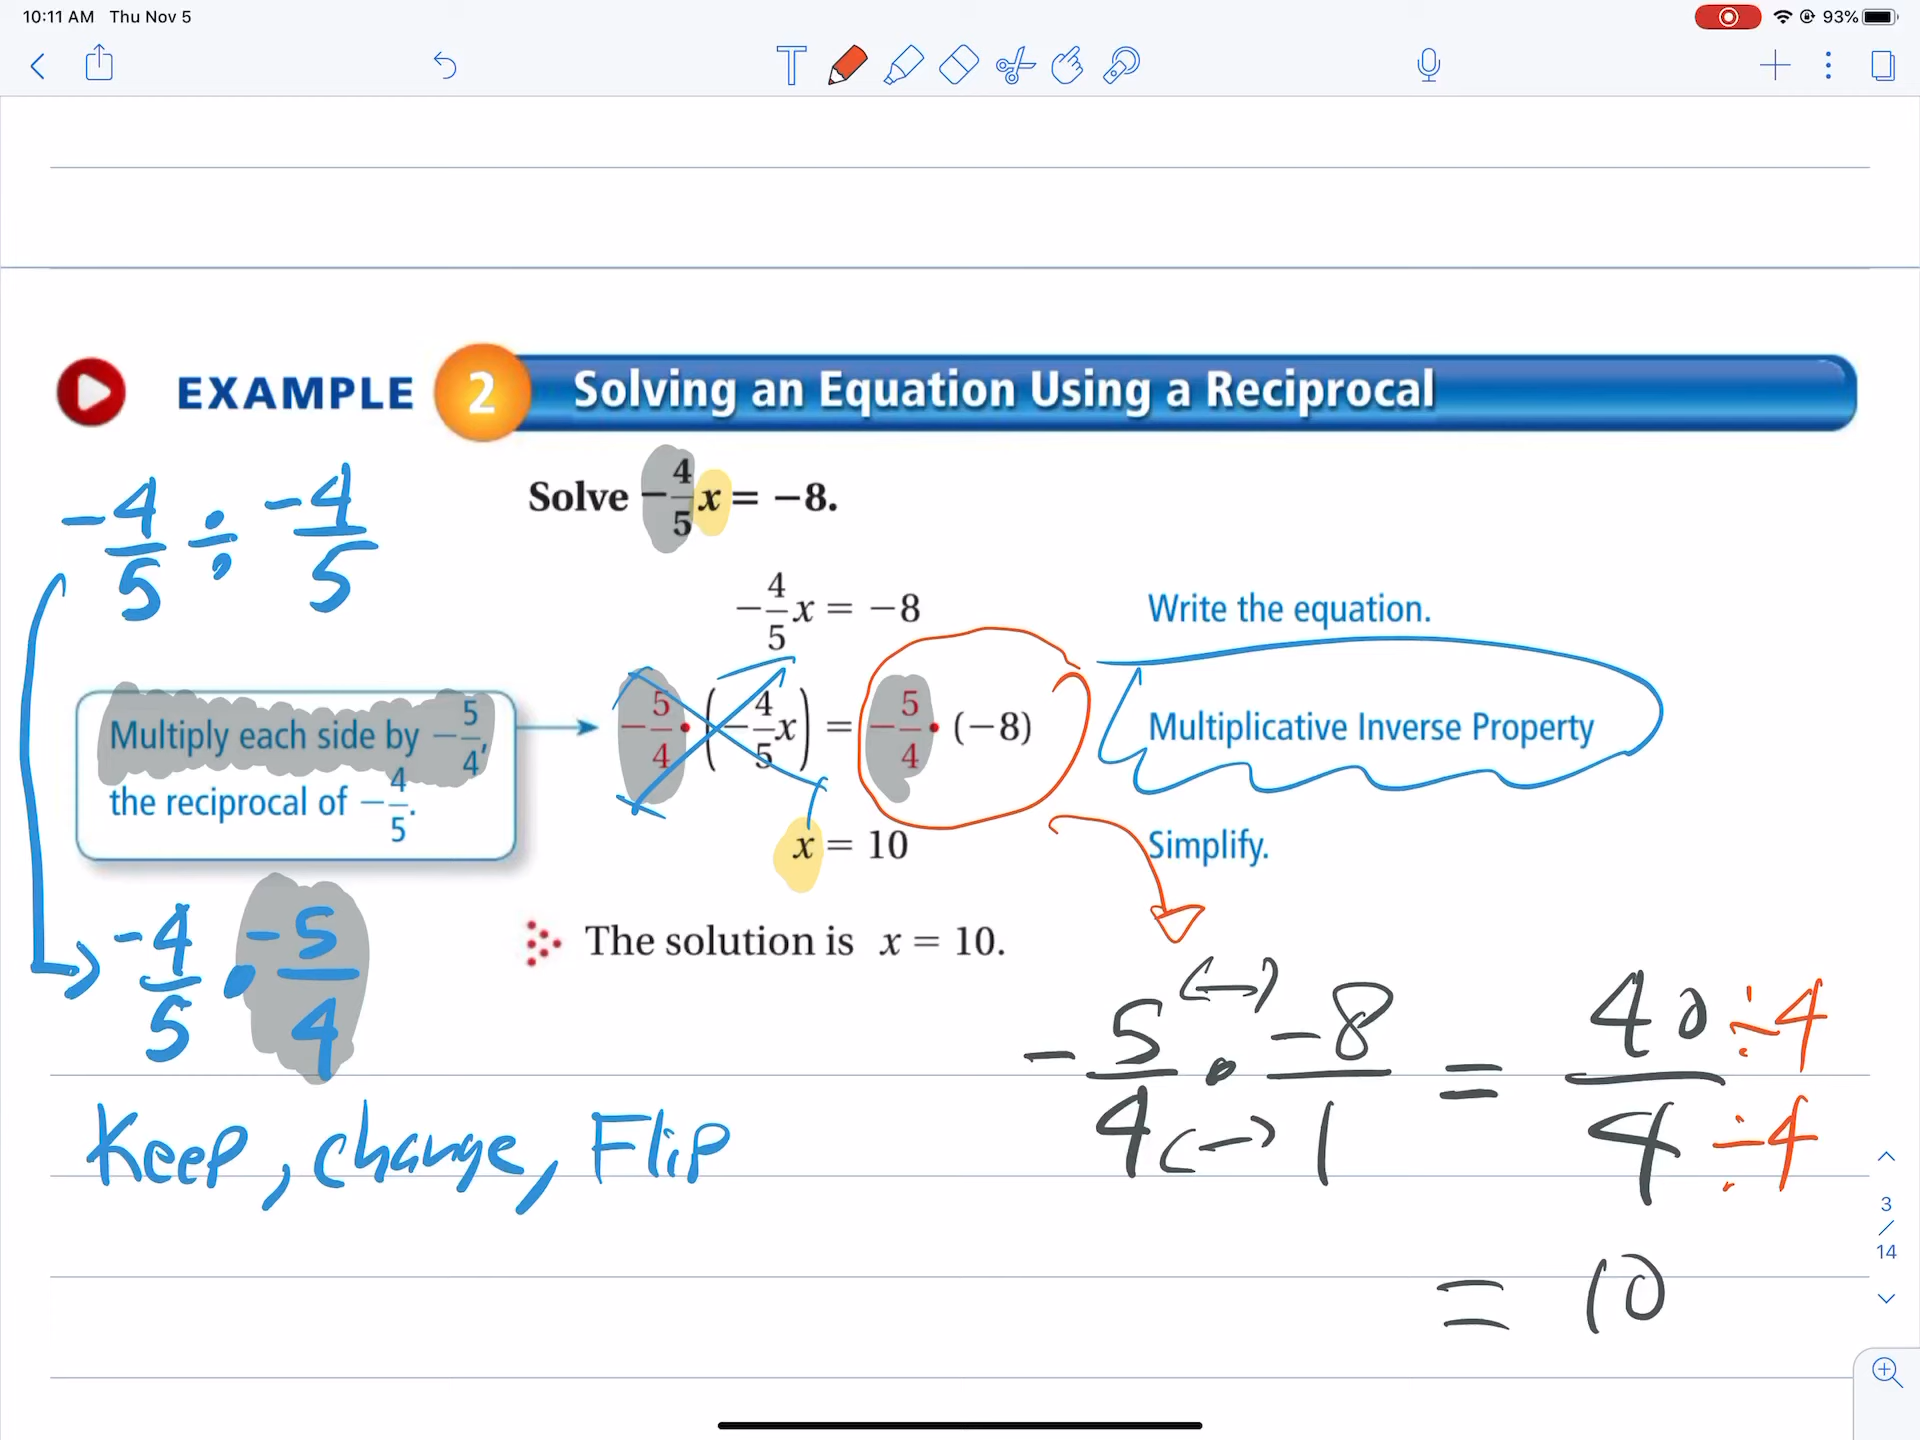 10:11 AM Thu Nov 5
93%
T
EXAMPLE 2 Solving an Equation Using a Reciprocal
Solve −4/5 x = −8.
-4/5 ÷ -4/5
−4/5 x = −8
Write the equation.
Multiply each side by −5/4,
the reciprocal of −4/5.
−5/4 • (−4/5 x) = −5/4 • (−8)
Multiplicative Inverse Property
x = 10
Simplify.
The solution is x = 10.
-4/5 • -5/4
Keep, change, Flip
-5/4 • -8/1 = 40/4 ÷4 ÷4
= 10
3
/
14